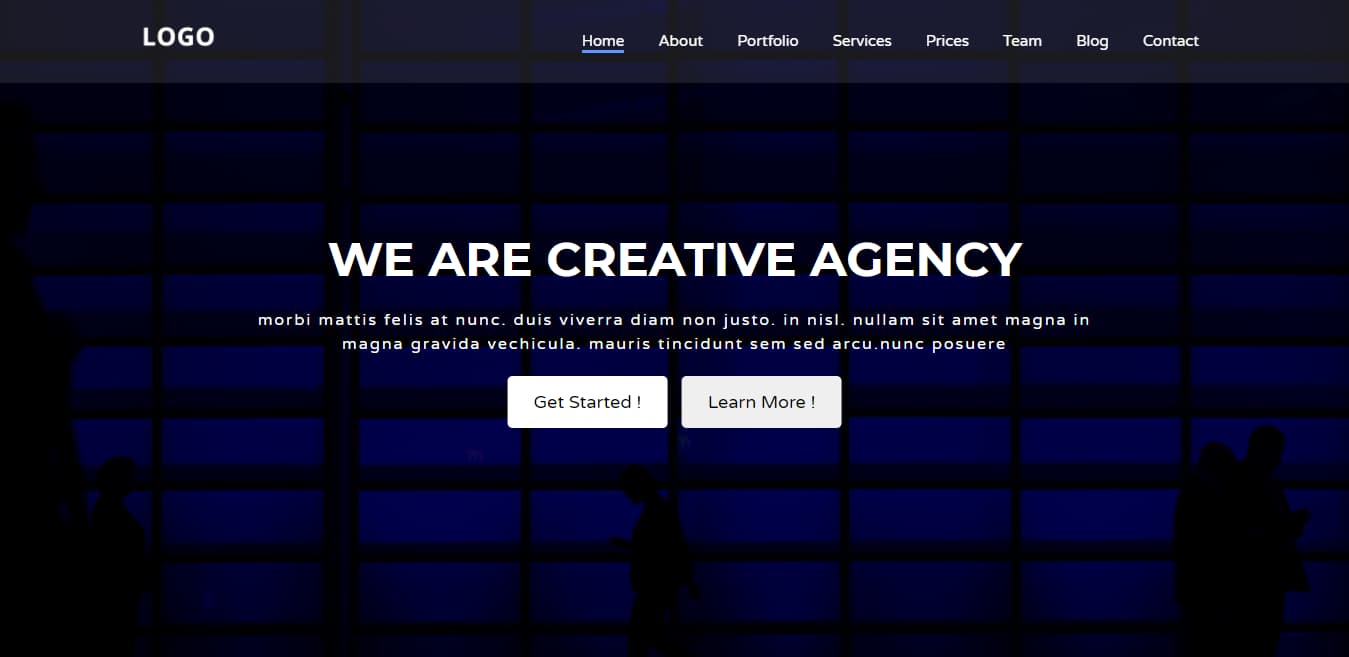 LOGO
Home About Portfolio Services Prices Team Blog Contact
WE ARE CREATIVE AGENCY
morbi mattis felis at nunc. duis viverra diam non justo. in nisl. nullam sit amet magna in
magna gravida vechicula. mauris tincidunt sem sed arcu.nunc posuere
Get Started ! Learn More !